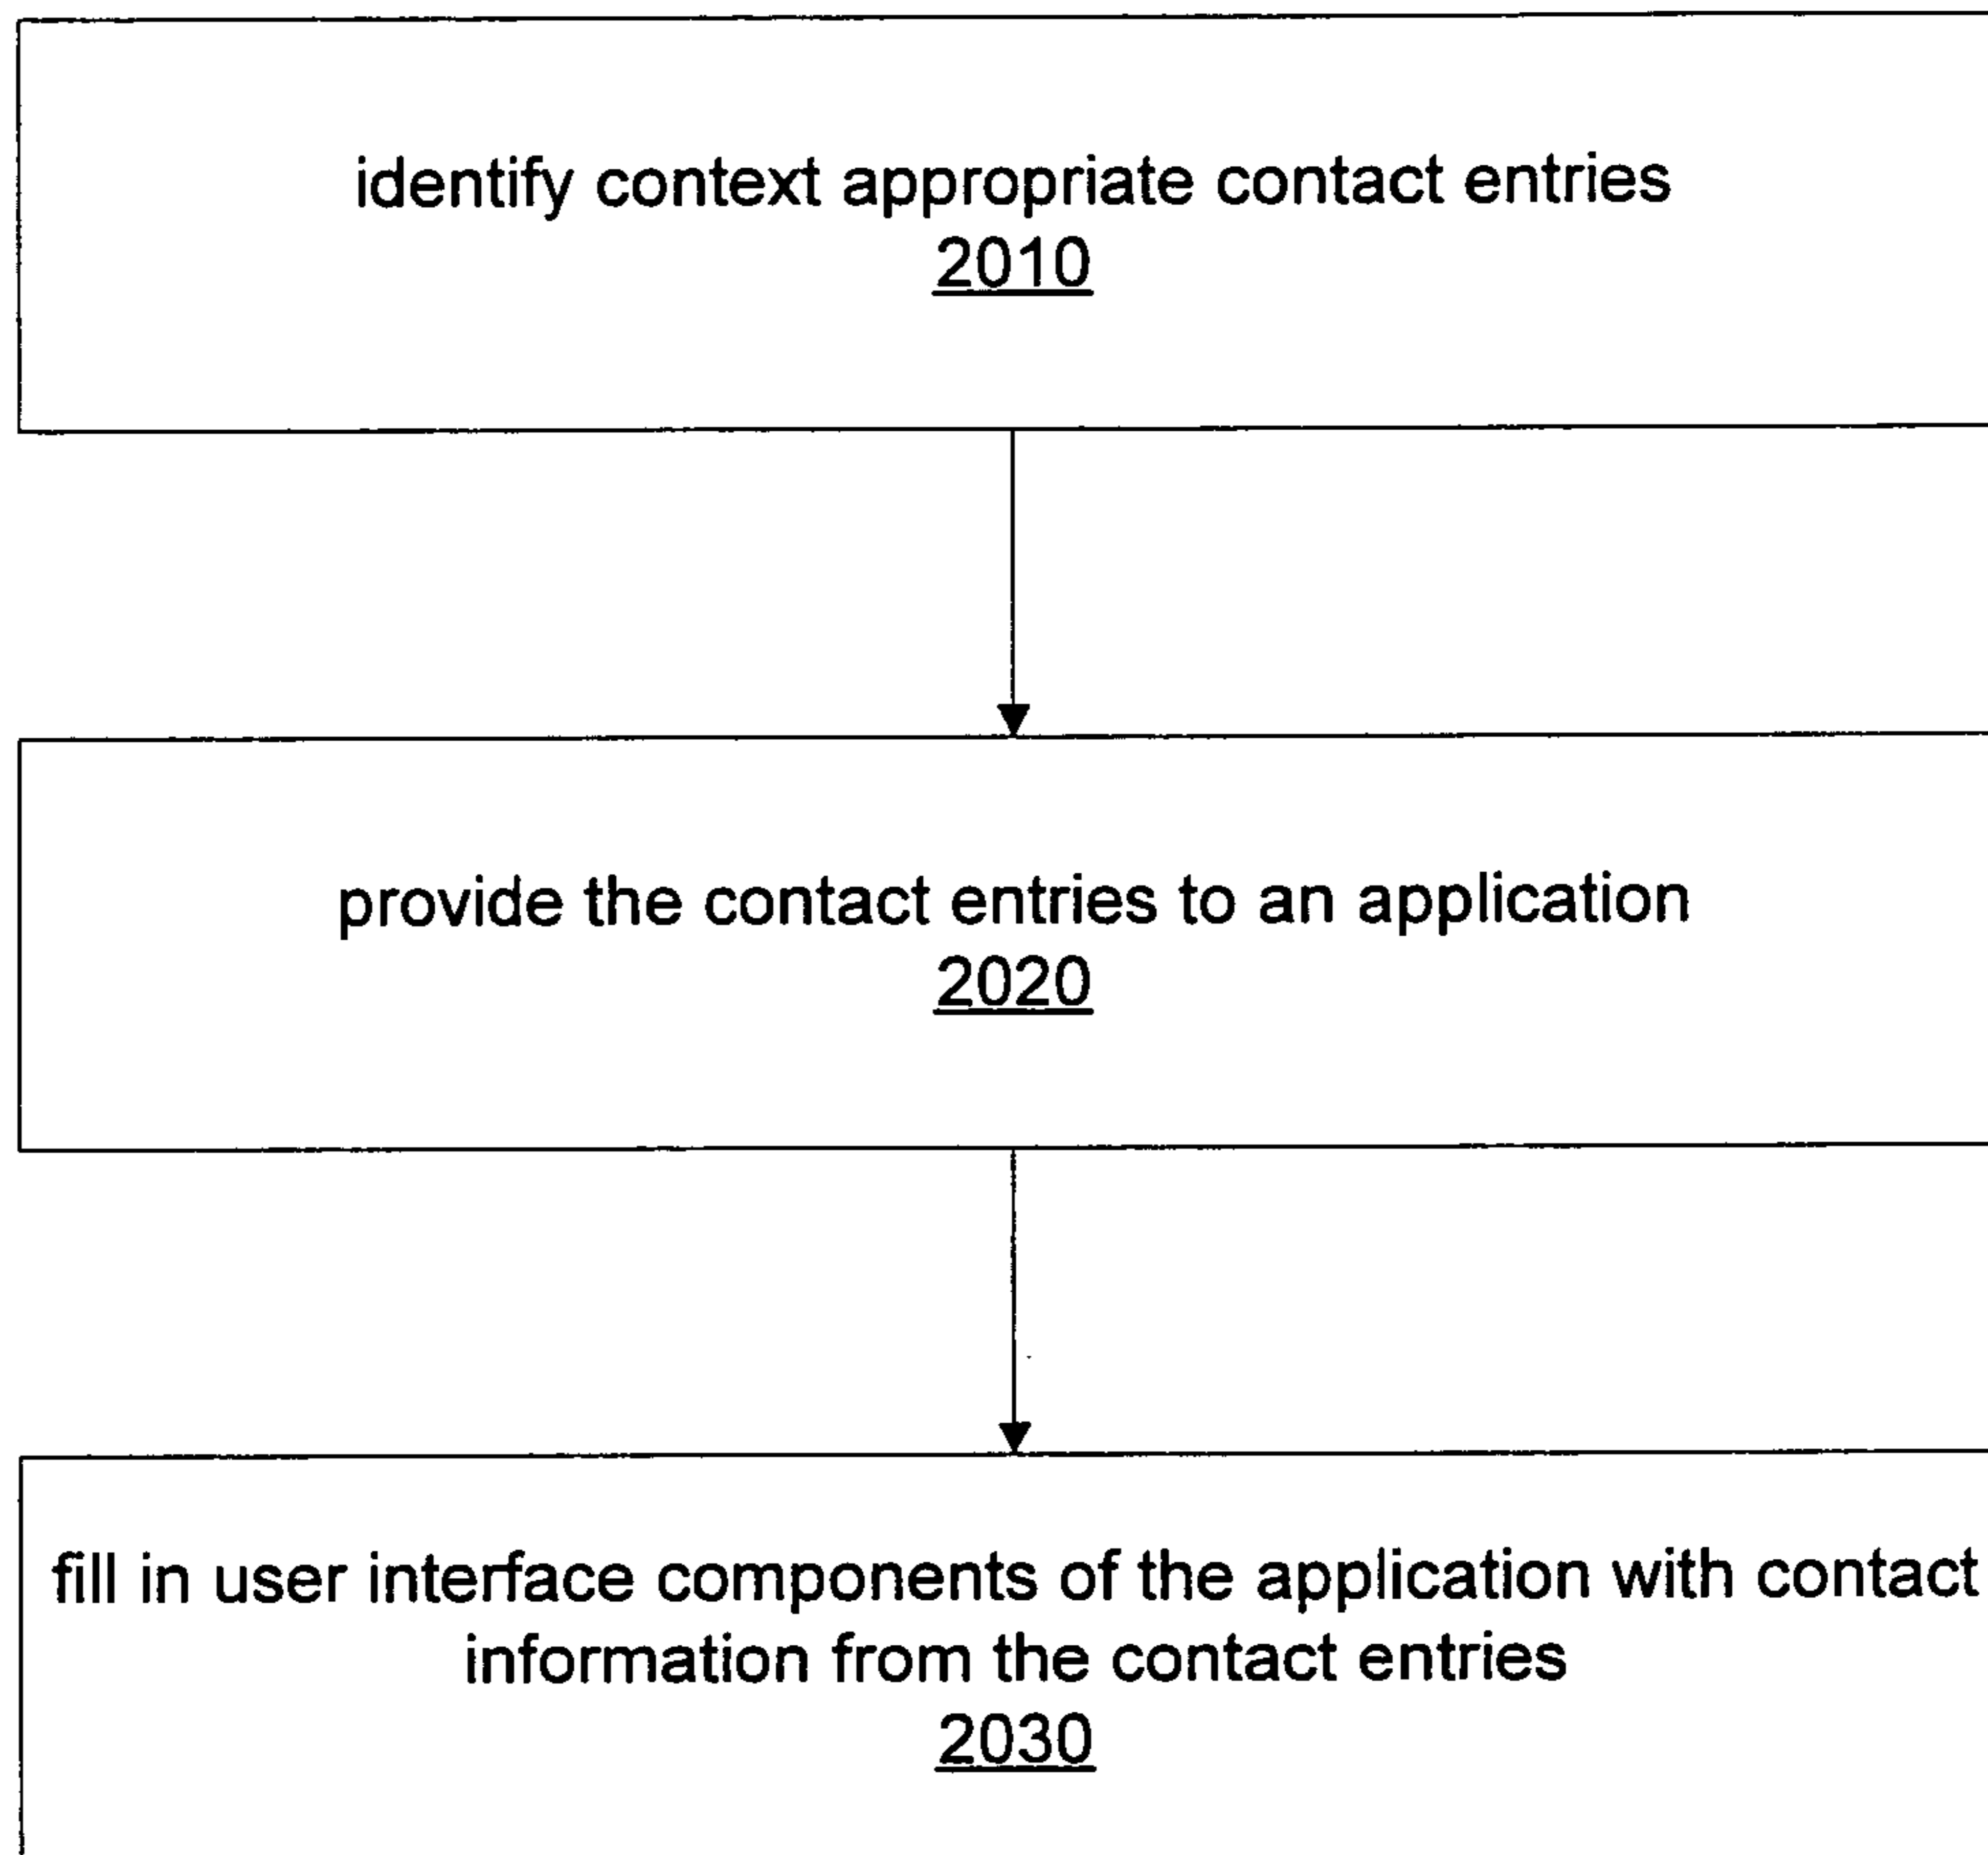 identify context appropriate contact entries
2010
provide the contact entries to an application
2020
fill in user interface components of the application with contact
information from the contact entries
2030